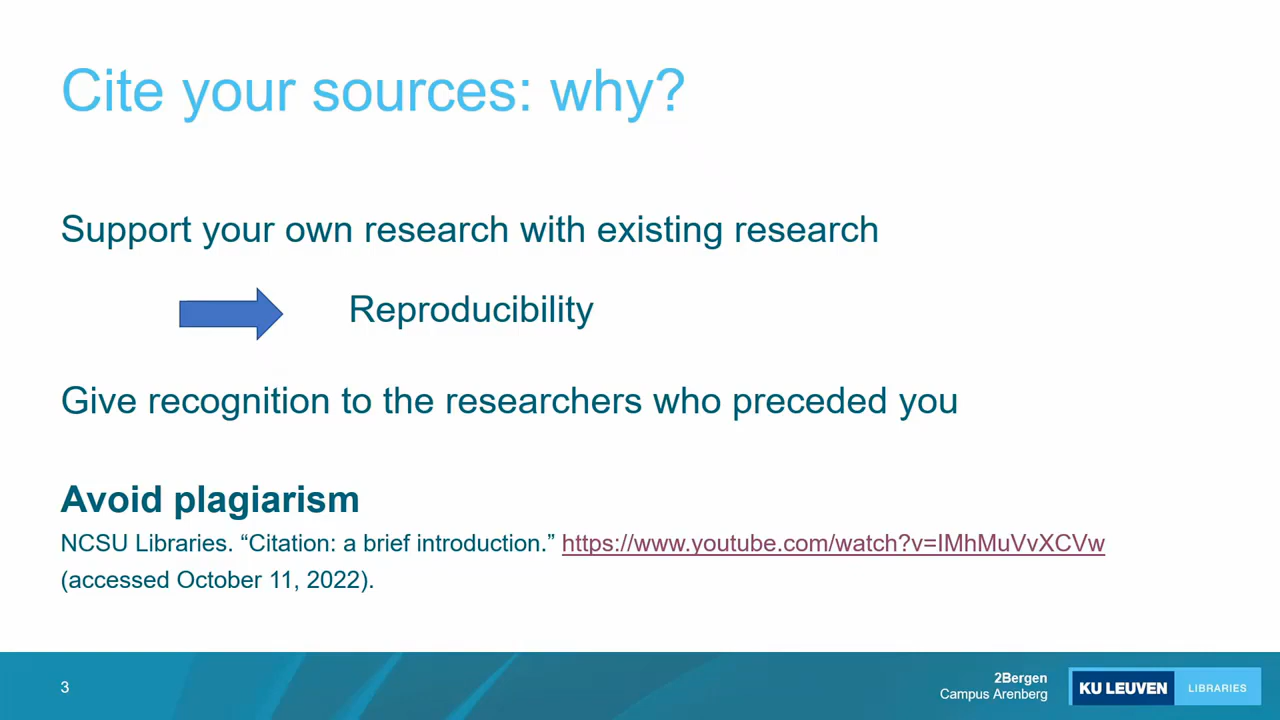 Cite your sources: why?
Support your own research with existing research
Reproducibility
Give recognition to the researchers who preceded you
Avoid plagiarism
NCSU Libraries. “Citation: a brief introduction.” https://www.youtube.com/watch?v=IMhMuVvXCVw
(accessed October 11, 2022).
3
2Bergen
Campus Arenberg
KU LEUVEN LIBRARIES